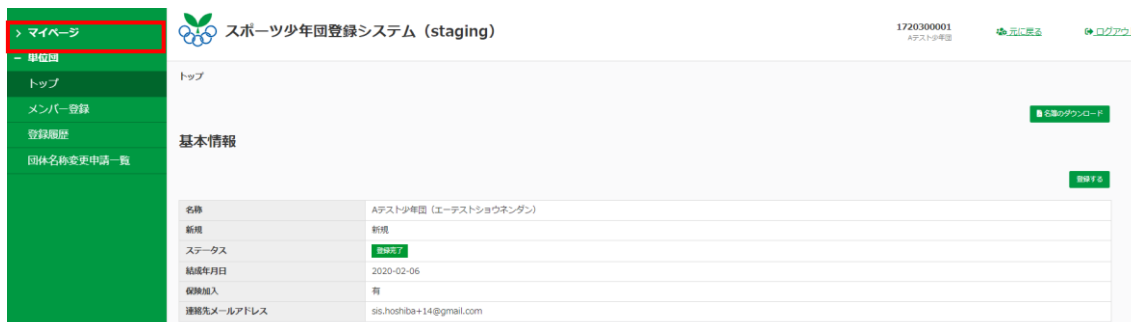 > マイページ
− 単位団
トップ
メンバー登録
登録履歴
団体名称変更申請一覧
スポーツ少年団登録システム（staging）
1720300001
Aテスト少年団
元に戻る
ログアウ
トップ
名簿のダウンロード
基本情報
登録する
名称 Aテスト少年団（エーテストショウネンダン）
新規 新規
ステータス 登録完了
結成年月日 2020-02-06
保険加入 有
連絡先メールアドレス sis.hoshiba+14@gmail.com